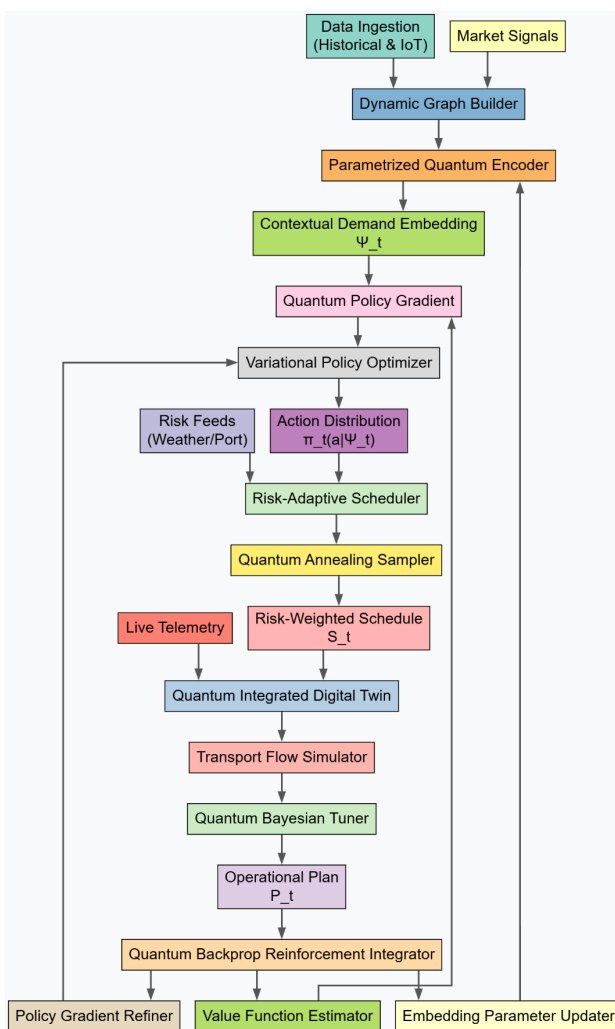 Data Ingestion
(Historical & IoT)
Market Signals
Dynamic Graph Builder
Parametrized Quantum Encoder
Contextual Demand Embedding
Ψ_t
Quantum Policy Gradient
Variational Policy Optimizer
Risk Feeds
(Weather/Port)
Action Distribution
π_t(a|Ψ_t)
Risk-Adaptive Scheduler
Quantum Annealing Sampler
Live Telemetry
Risk-Weighted Schedule
S_t
Quantum Integrated Digital Twin
Transport Flow Simulator
Quantum Bayesian Tuner
Operational Plan
P_t
Quantum Backprop Reinforcement Integrator
Policy Gradient Refiner
Value Function Estimator
Embedding Parameter Updater